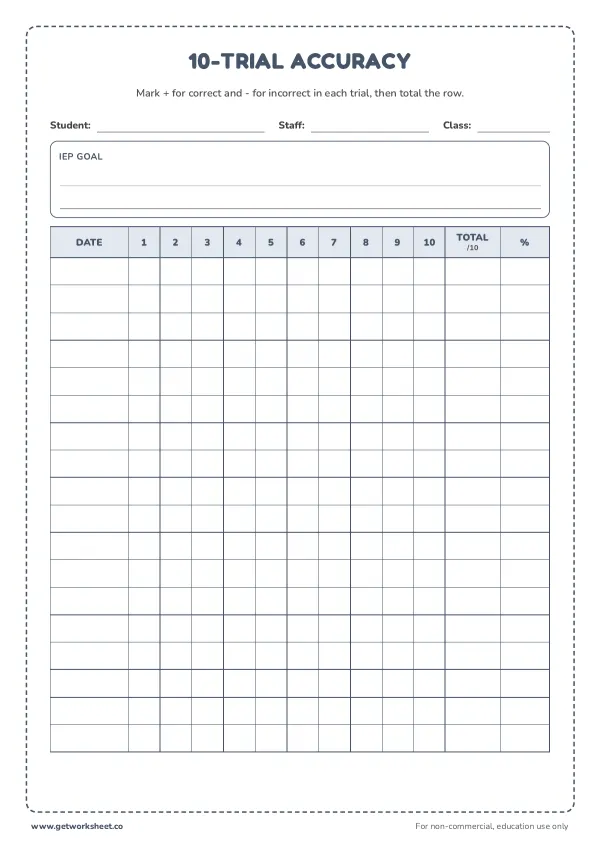 10-TRIAL ACCURACY
Mark + for correct and - for incorrect in each trial, then total the row.
Student: Staff: Class:
IEP GOAL
DATE 1 2 3 4 5 6 7 8 9 10 TOTAL /10 %
www.getworksheet.co For non-commercial, education use only